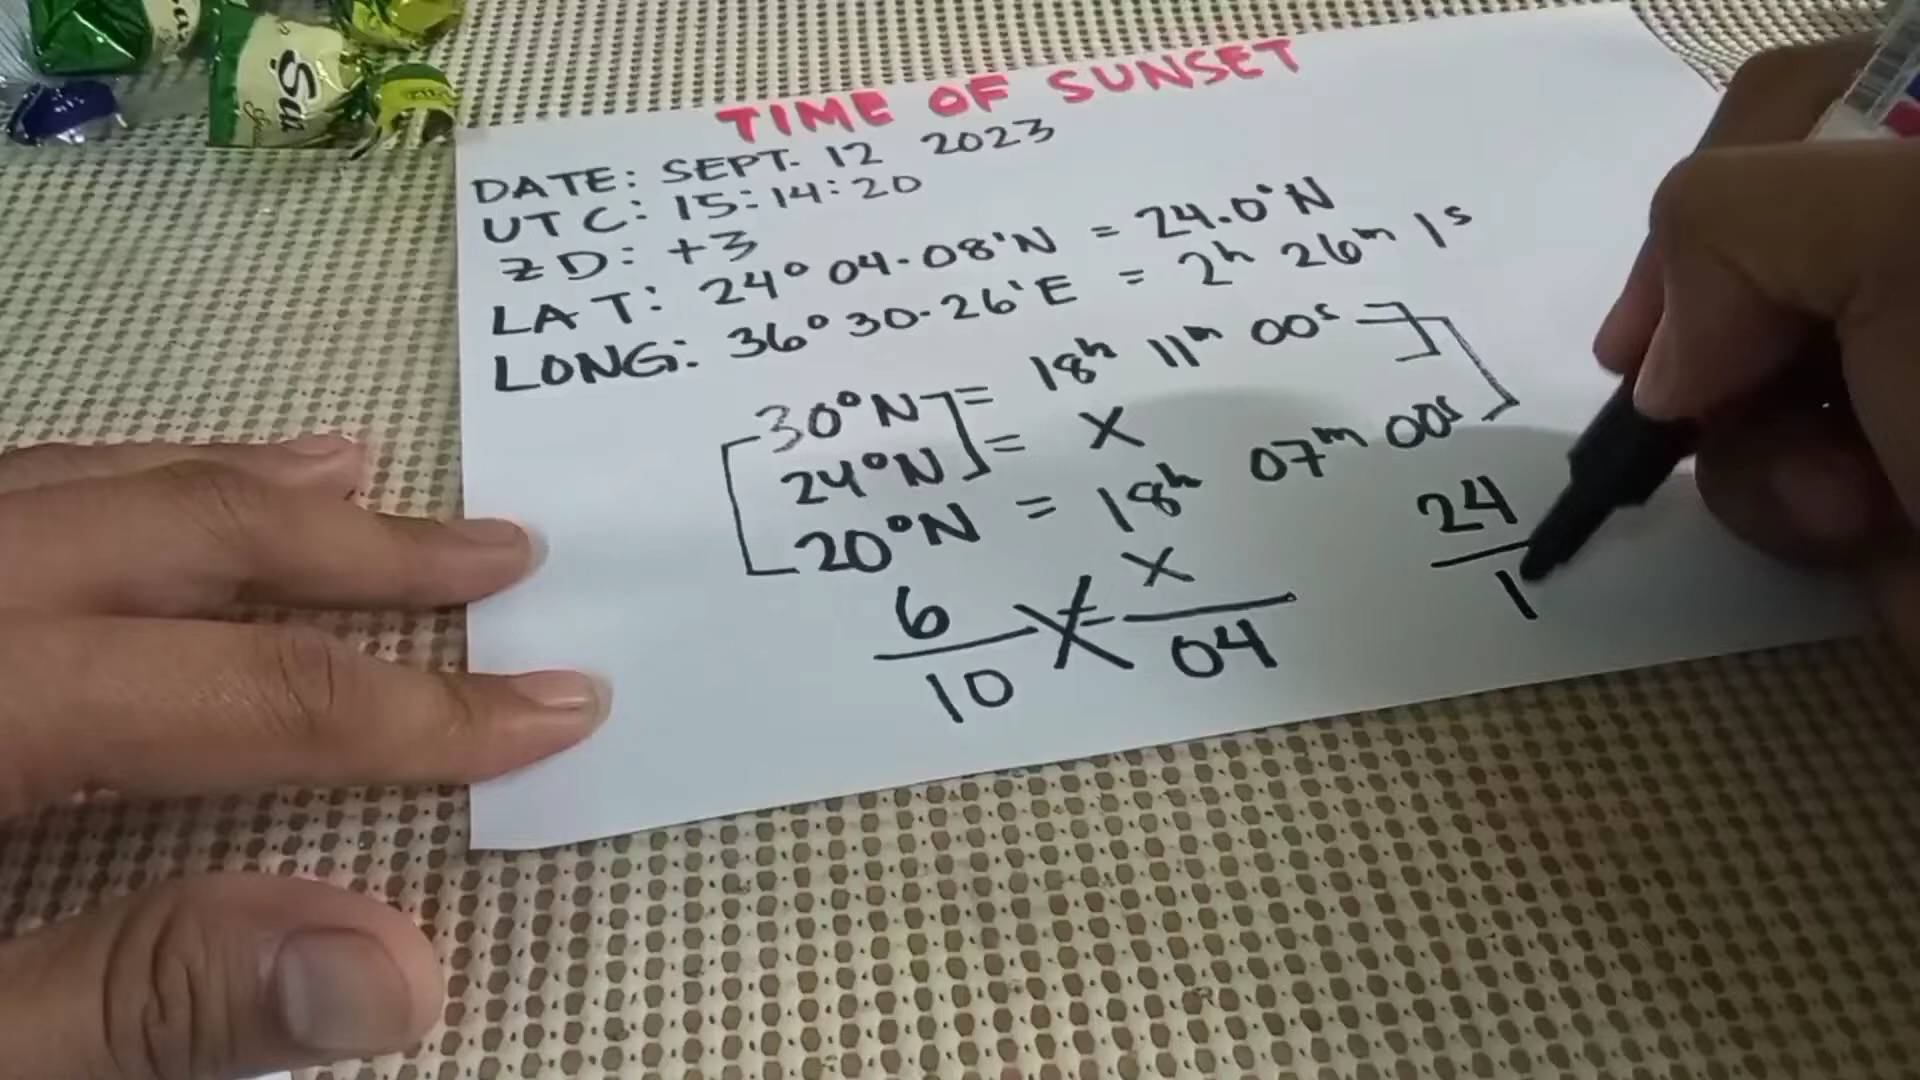 TIME OF SUNSET
DATE: SEPT. 12 2023
UTC: 15:14:20
ZD: +3
LAT: 24° 04.08'N = 24.0°N
LONG: 36° 30.26'E = 2h 26m 1s
30°N = 18h 11m 00s
24°N = X
20°N = 18h 07m 00s
6/10 = X/04
24/1